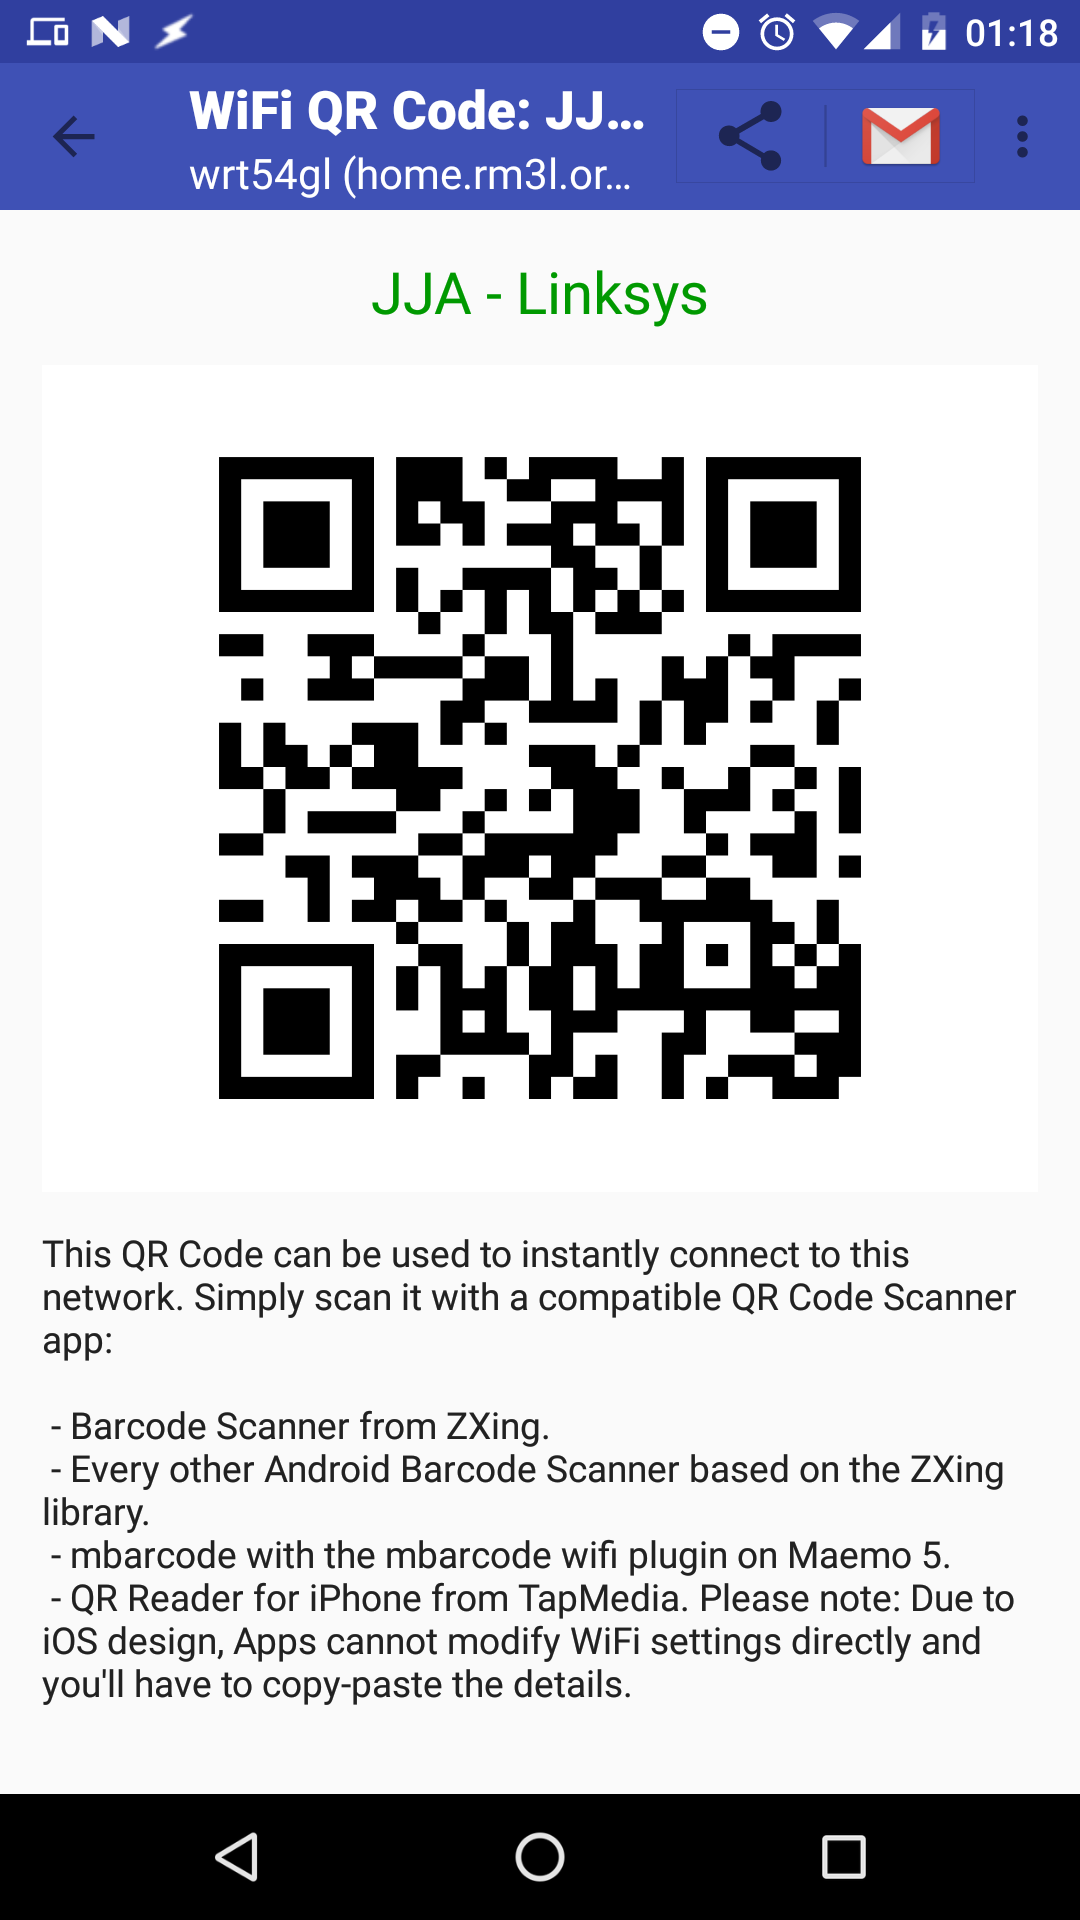 01:18
WiFi QR Code: JJ...
wrt54gl (home.rm3l.or...
JJA - Linksys
This QR Code can be used to instantly connect to this
network. Simply scan it with a compatible QR Code Scanner
app:
- Barcode Scanner from ZXing.
- Every other Android Barcode Scanner based on the ZXing
library.
- mbarcode with the mbarcode wifi plugin on Maemo 5.
- QR Reader for iPhone from TapMedia. Please note: Due to
iOS design, Apps cannot modify WiFi settings directly and
you'll have to copy-paste the details.